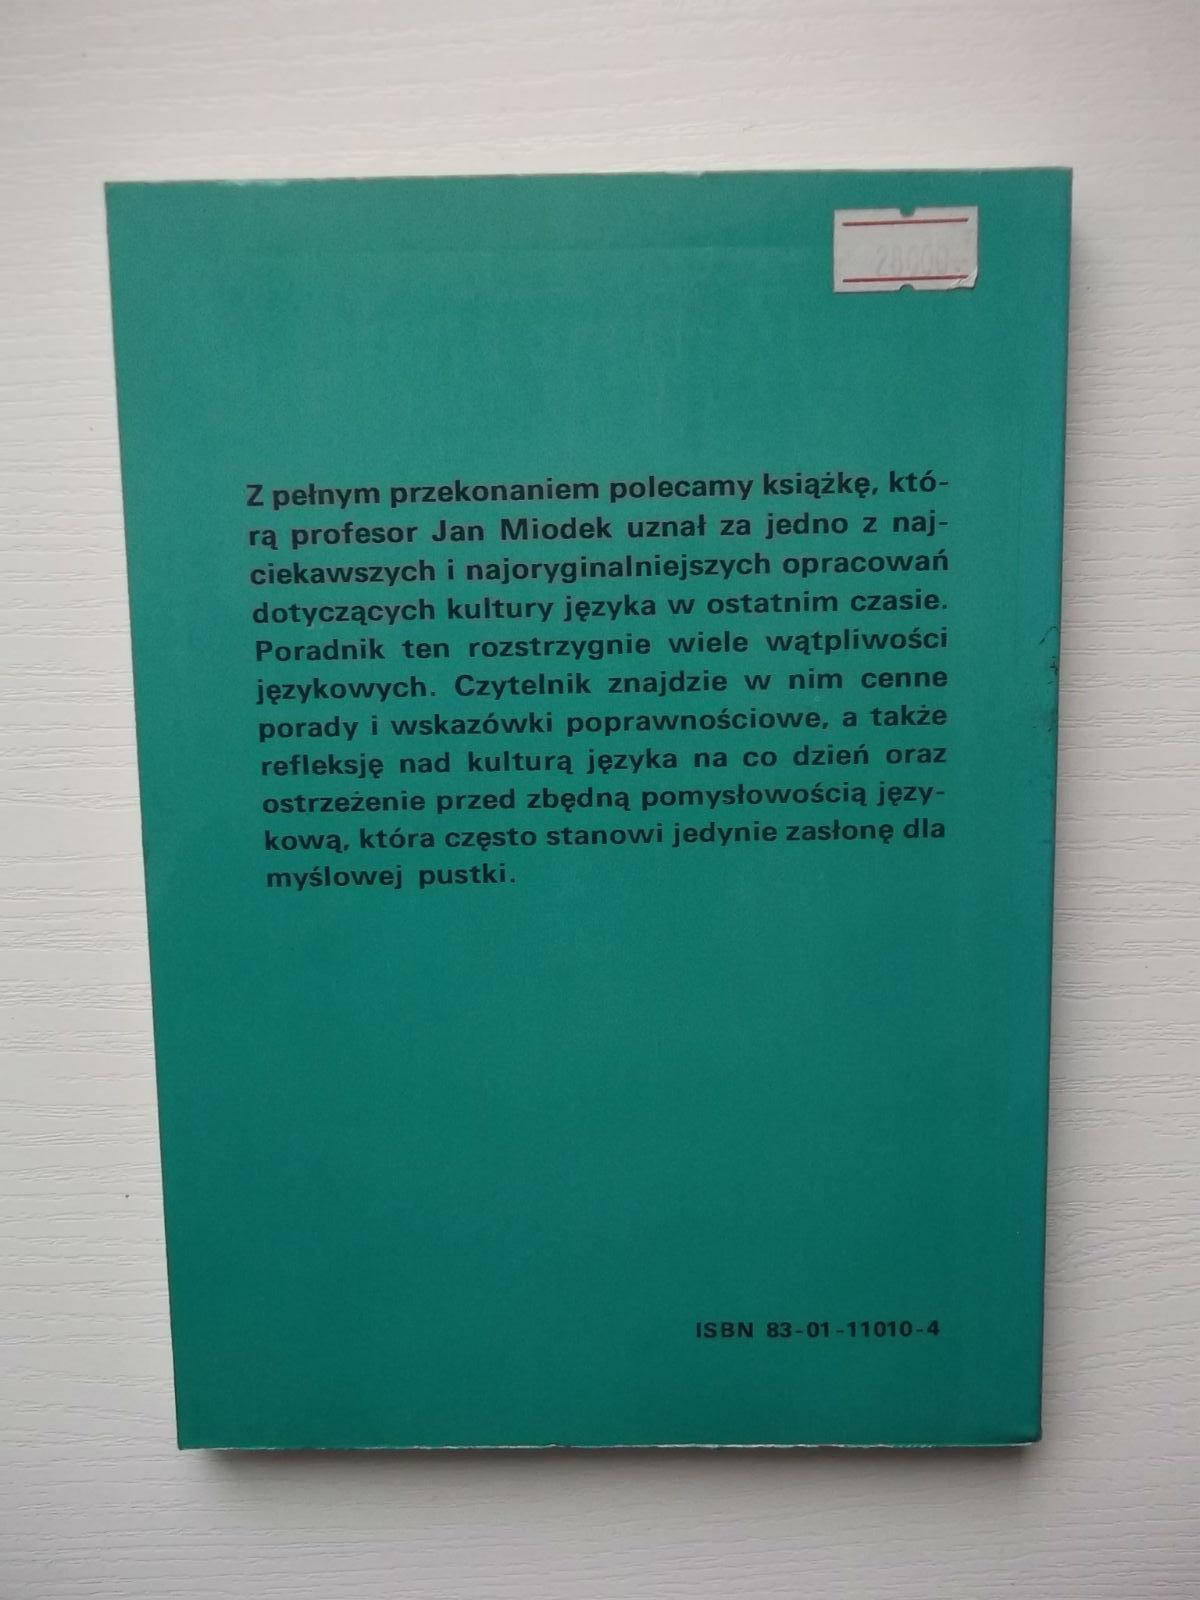 28000-
Z pełnym przekonaniem polecamy książkę, któ-
rą profesor Jan Miodek uznał za jedno z naj-
ciekawszych i najoryginalniejszych opracowań
dotyczących kultury języka w ostatnim czasie.
Poradnik ten rozstrzygnie wiele wątpliwości
językowych. Czytelnik znajdzie w nim cenne
porady i wskazówki poprawnościowe, a także
refleksję nad kulturą języka na co dzień oraz
ostrzeżenie przed zbędną pomysłowością języ-
kową, która często stanowi jedynie zasłonę dla
myślowej pustki.
ISBN 83-01-11010-4